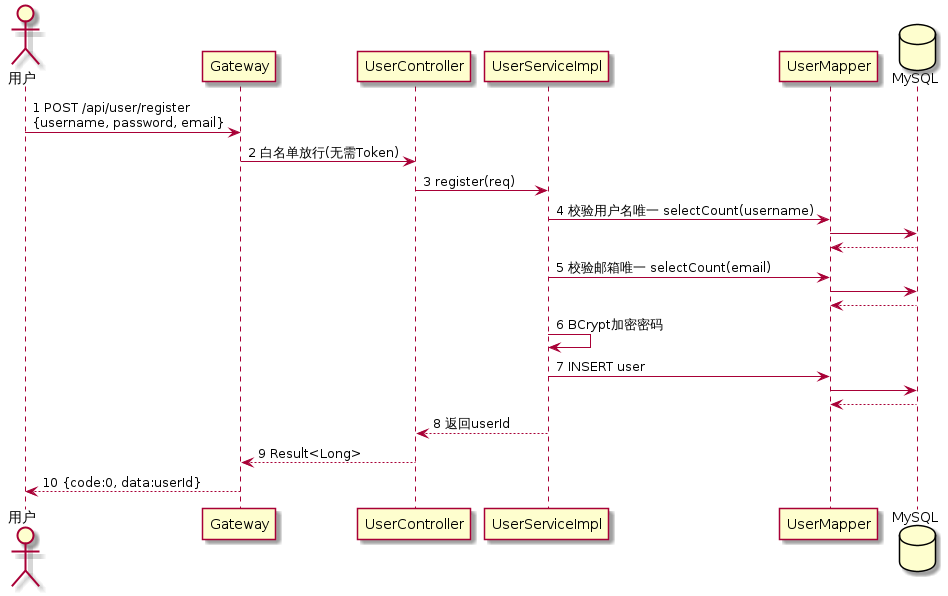 用户
Gateway
UserController
UserServiceImpl
UserMapper
MySQL
1 POST /api/user/register
{username, password, email}
2 白名单放行(无需Token)
3 register(req)
4 校验用户名唯一 selectCount(username)
5 校验邮箱唯一 selectCount(email)
6 BCrypt加密密码
7 INSERT user
8 返回userId
9 Result<Long>
10 {code:0, data:userId}
用户
Gateway
UserController
UserServiceImpl
UserMapper
MySQL